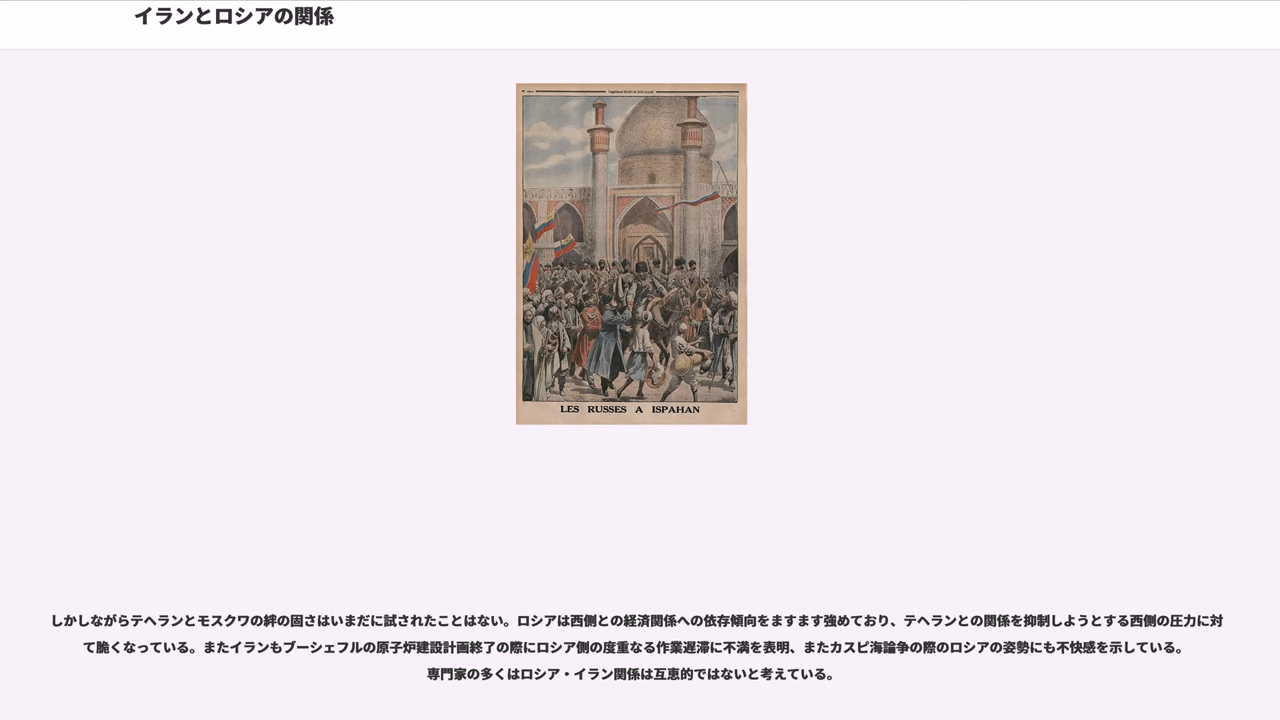 イランとロシアの関係
LES RUSSES A ISPAHAN
しかしながらテヘランとモスクワの絆の固さはいまだに試されたことはない。ロシアは西側との経済関係への依存傾向をますます強めており、テヘランとの関係を抑制しようとする西側の圧力に対
て脆くなっている。またイランもブーシェフルの原子炉建設計画終了の際にロシア側の度重なる作業遅滞に不満を表明、またカスピ海論争の際のロシアの姿勢にも不快感を示している。
専門家の多くはロシア・イラン関係は互恵的ではないと考えている。